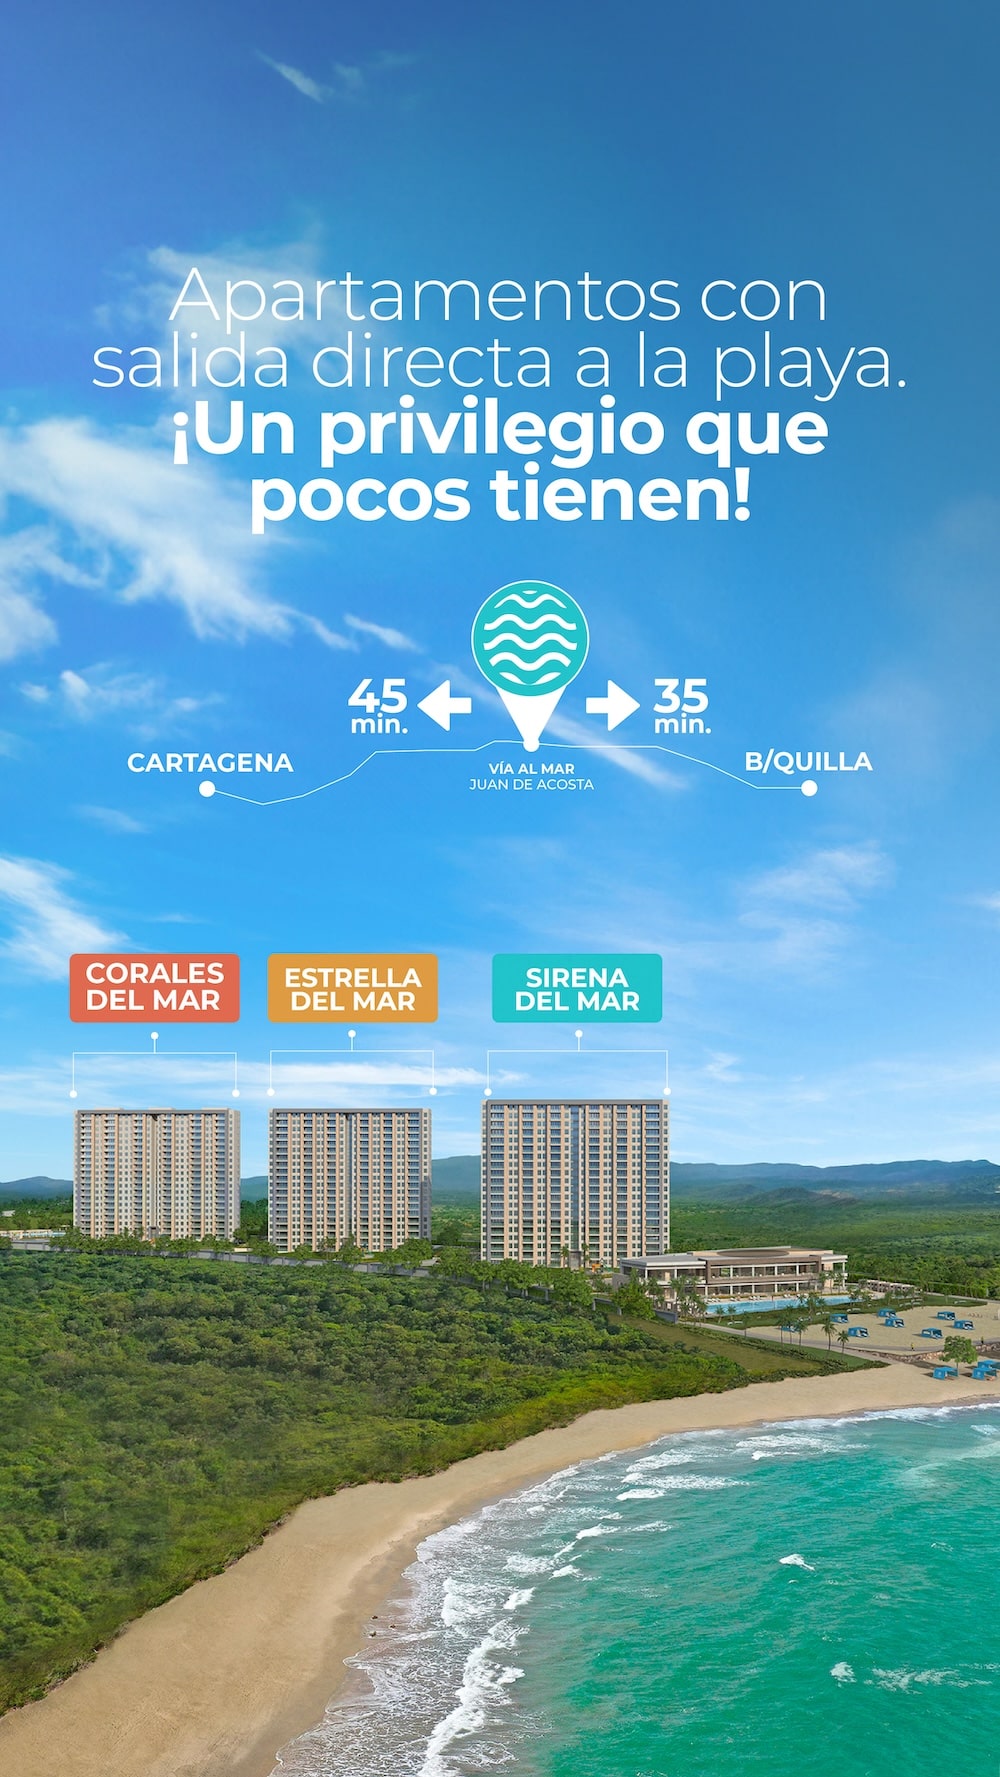 Apartamentos con
salida directa a la playa.
¡Un privilegio que
pocos tienen!
45
min.
35
min.
CARTAGENA
VÍA AL MAR
JUAN DE ACOSTA
B/QUILLA
CORALES
DEL MAR
ESTRELLA
DEL MAR
SIRENA
DEL MAR